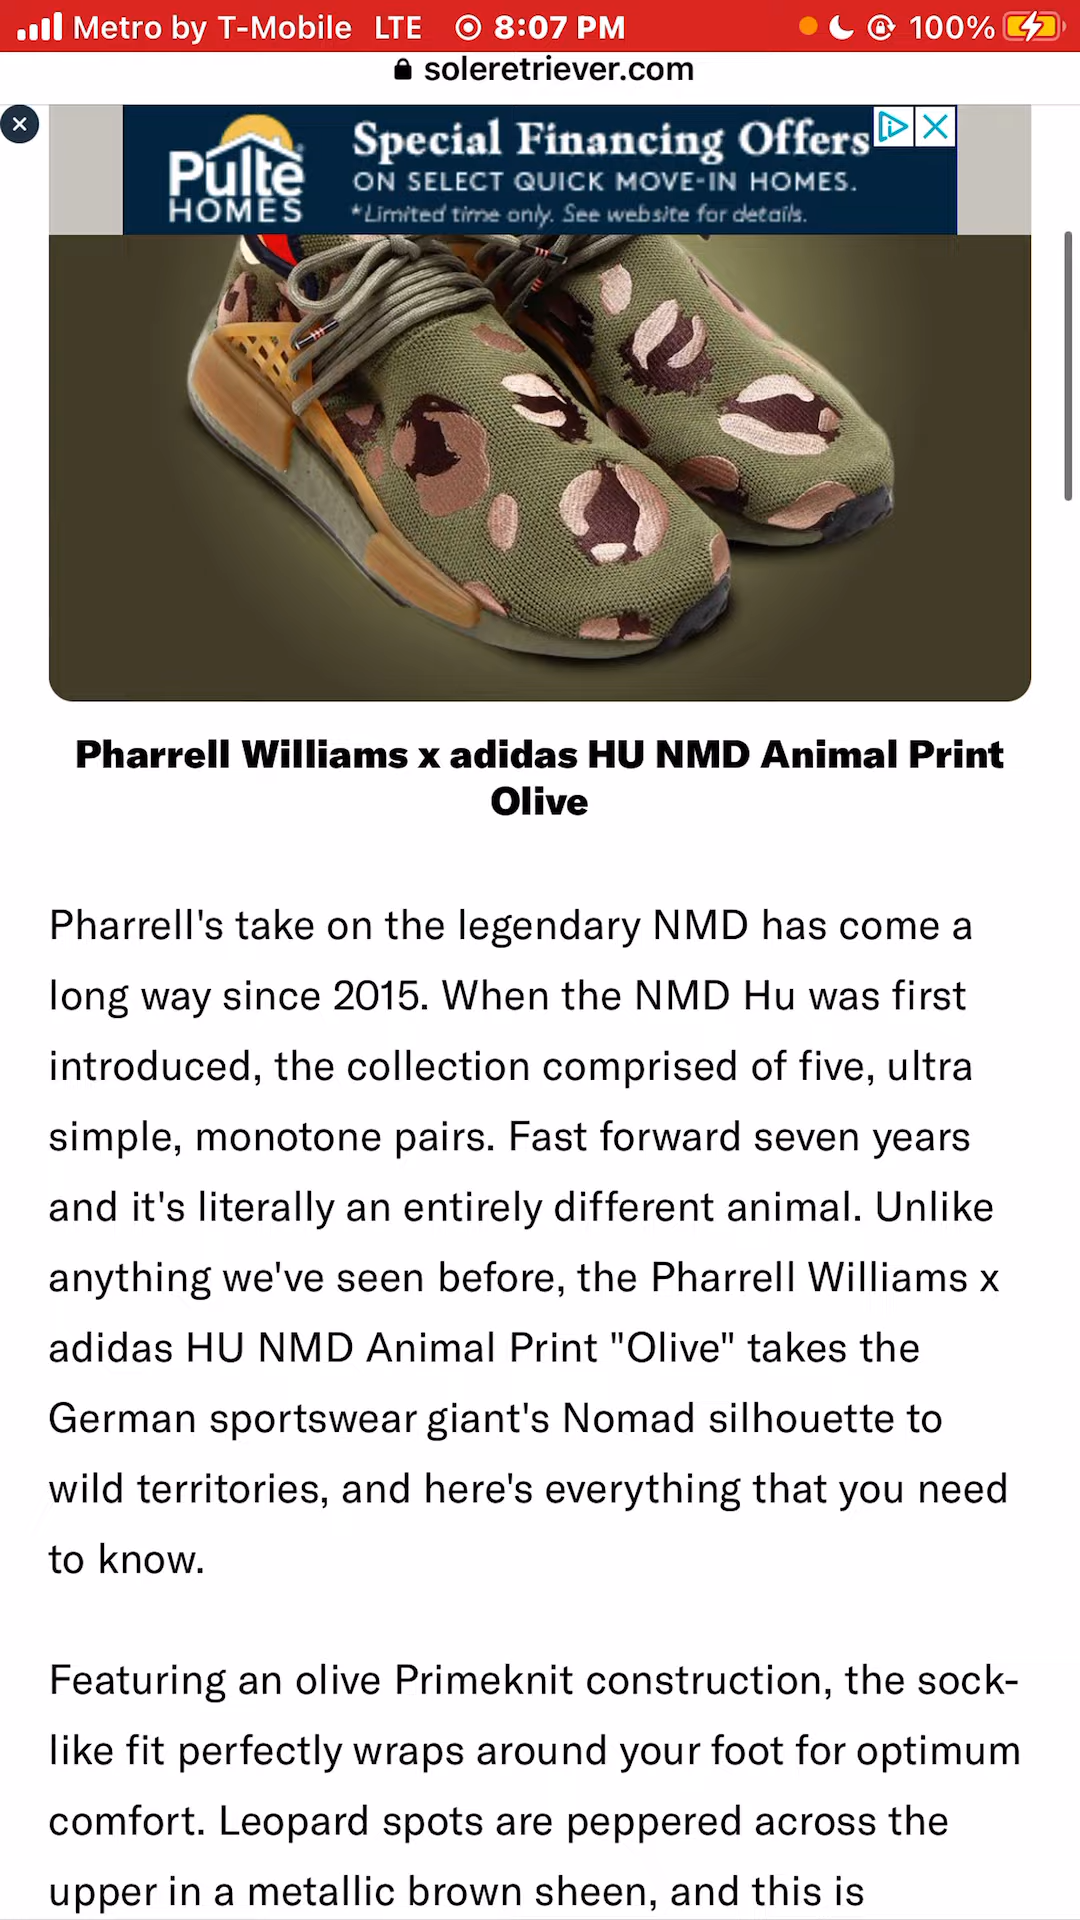 Metro by T-Mobile LTE 8:07 PM 100%
soleretriever.com
Pulte
HOMES
Special Financing Offers
ON SELECT QUICK MOVE-IN HOMES.
*Limited time only. See website for details.
Pharrell Williams x adidas HU NMD Animal Print
Olive
Pharrell's take on the legendary NMD has come a
long way since 2015. When the NMD Hu was first
introduced, the collection comprised of five, ultra
simple, monotone pairs. Fast forward seven years
and it's literally an entirely different animal. Unlike
anything we've seen before, the Pharrell Williams x
adidas HU NMD Animal Print "Olive" takes the
German sportswear giant's Nomad silhouette to
wild territories, and here's everything that you need
to know.
Featuring an olive Primeknit construction, the sock-
like fit perfectly wraps around your foot for optimum
comfort. Leopard spots are peppered across the
upper in a metallic brown sheen, and this is